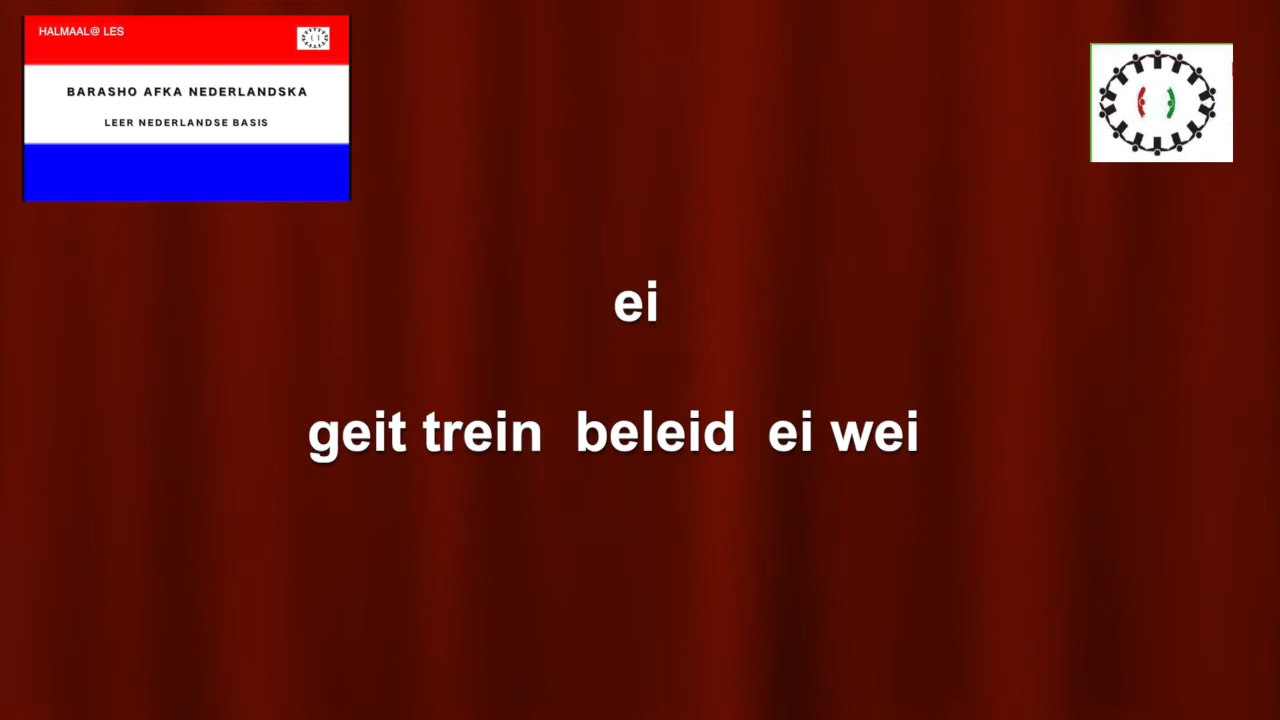 HALMAAL@ LES
BARASHO AFKA NEDERLANDSKA
LEER NEDERLANDSE BASIS
ei
geit trein beleid ei wei